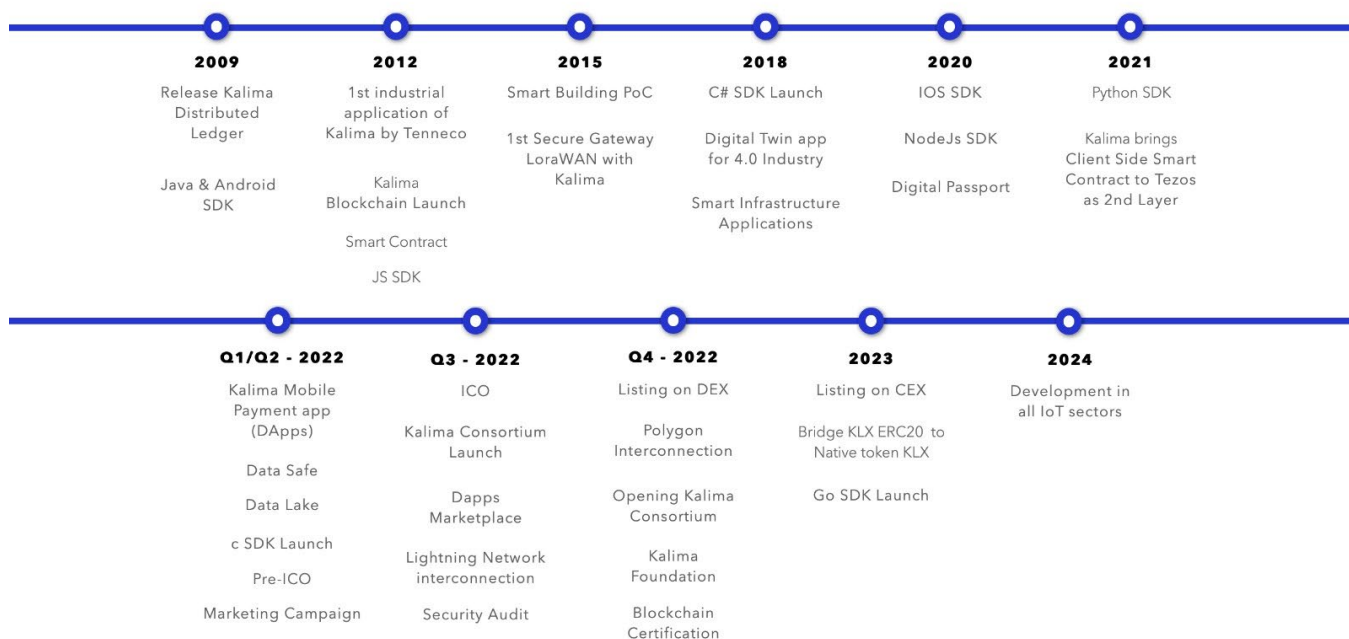 2009
Release Kalima
Distributed
Ledger
Java & Android
SDK
2012
1st industrial
application of
Kalima by Tenneco
Kalima
Blockchain Launch
Smart Contract
JS SDK
2015
Smart Building PoC
1st Secure Gateway
LoraWAN with
Kalima
2018
C# SDK Launch
Digital Twin app
for 4.0 Industry
Smart Infrastructure
Applications
2020
IOS SDK
NodeJs SDK
Digital Passport
2021
Python SDK
Kalima brings
Client Side Smart
Contract to Tezos
as 2nd Layer
Q1/Q2 - 2022
Kalima Mobile
Payment app
(DApps)
Data Safe
Data Lake
c SDK Launch
Pre-ICO
Marketing Campaign
Q3 - 2022
ICO
Kalima Consortium
Launch
Dapps
Marketplace
Lightning Network
interconnection
Security Audit
Q4 - 2022
Listing on DEX
Polygon
Interconnection
Opening Kalima
Consortium
Kalima
Foundation
Blockchain
Certification
2023
Listing on CEX
Bridge KLX ERC20 to
Native token KLX
Go SDK Launch
2024
Development in
all IoT sectors